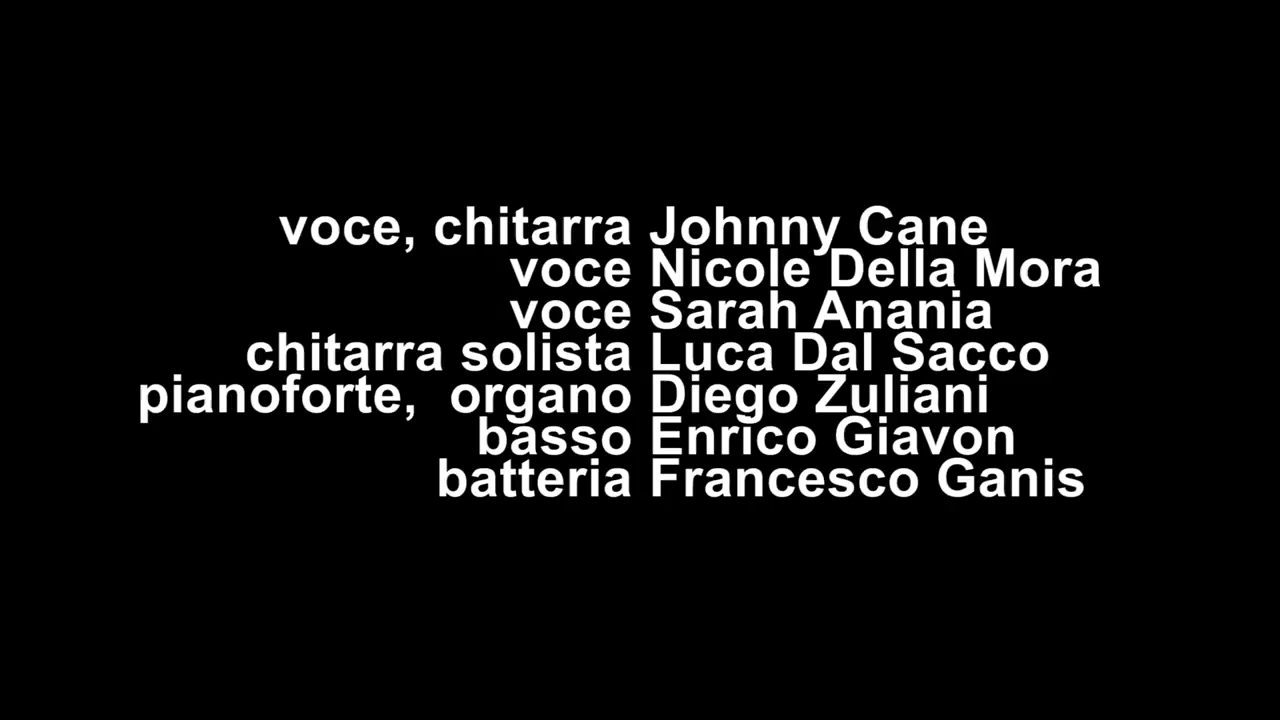 voce, chitarra Johnny Cane
voce Nicole Della Mora
voce Sarah Anania
chitarra solista Luca Dal Sacco
pianoforte, organo Diego Zuliani
basso Enrico Giavon
batteria Francesco Ganis